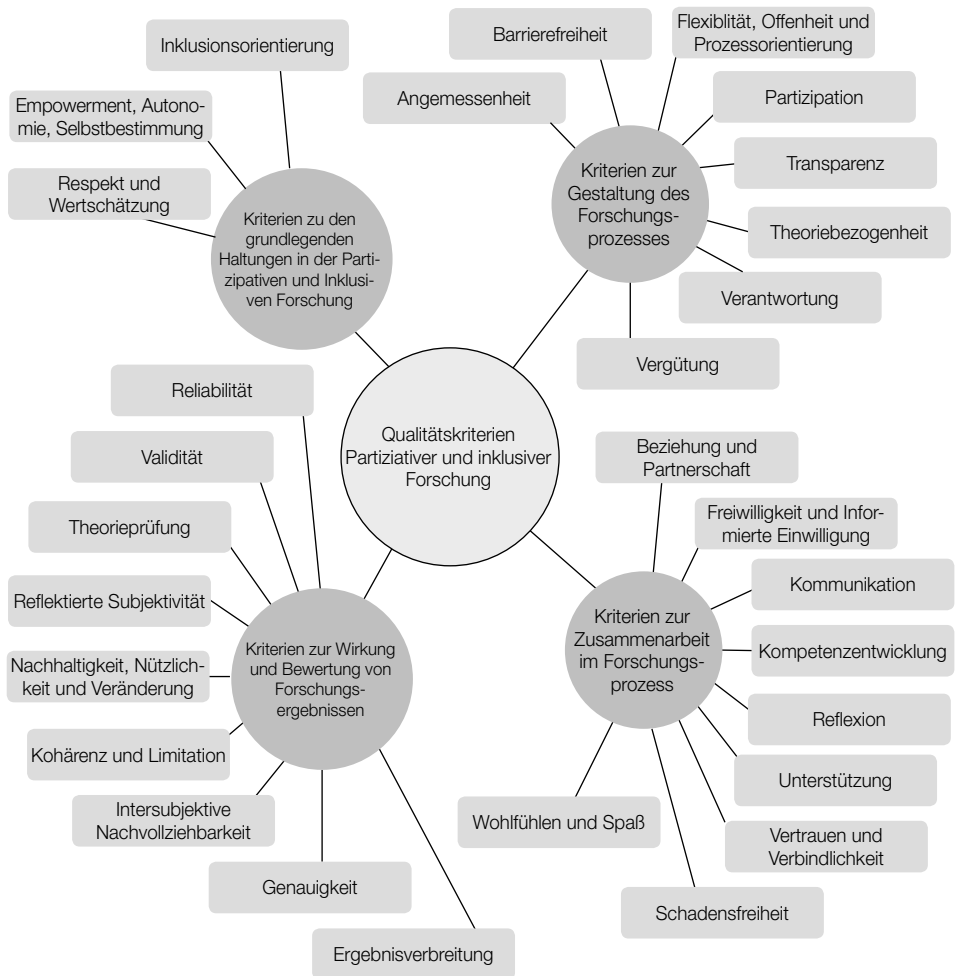 Inklusionsorientierung
Empowerment, Autono-
mie, Selbstbestimmung
Respekt und
Wertschätzung
Kriterien zu den
grundlegenden
Haltungen in der Parti-
zipativen und Inklusi-
ven Forschung
Barrierefreiheit
Flexiblität, Offenheit und
Prozessorientierung
Angemessenheit
Partizipation
Transparenz
Theoriebezogenheit
Verantwortung
Vergütung
Kriterien zur
Gestaltung des
Forschungs-
prozesses
Qualitätskriterien
Partiziativer und inklusiver
Forschung
Reliabilität
Validität
Theorieprüfung
Reflektierte Subjektivität
Nachhaltigkeit, Nützlich-
keit und Veränderung
Kohärenz und Limitation
Intersubjektive
Nachvollziehbarkeit
Genauigkeit
Ergebnisverbreitung
Kriterien zur Wirkung
und Bewertung von
Forschungs-
ergebnissen
Beziehung und
Partnerschaft
Freiwilligkeit und Infor-
mierte Einwilligung
Kommunikation
Kompetenzentwicklung
Reflexion
Unterstützung
Vertrauen und
Verbindlichkeit
Schadensfreiheit
Wohlfühlen und Spaß
Kriterien zur
Zusammenarbeit
im Forschungs-
prozess